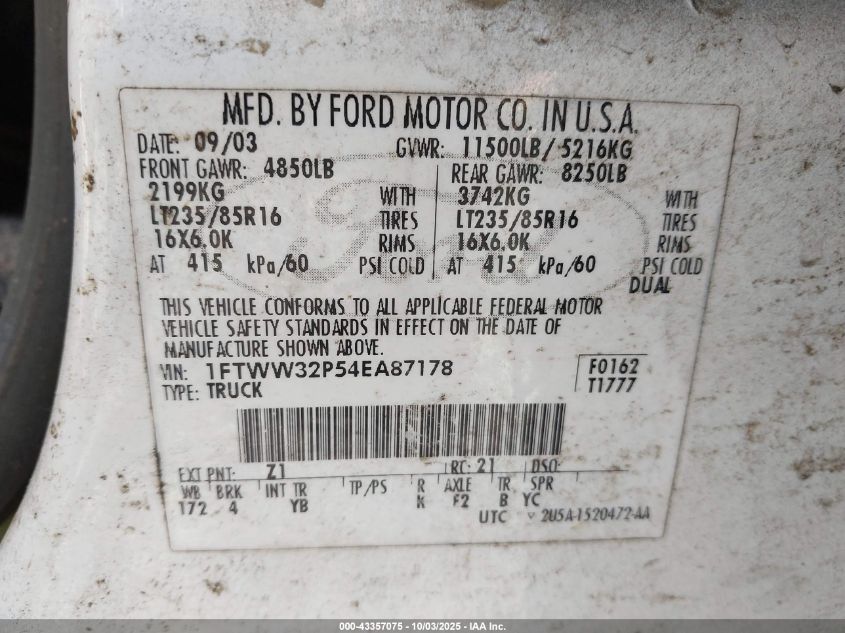 MFD. BY FORD MOTOR CO. IN U.S.A.
DATE: 09/03 GVWR: 11500LB/ 5216KG
FRONT GAWR: 4850LB REAR GAWR: 8250LB
2199KG WITH 3742KG WITH
LT235/85R16 TIRES LT235/85R16 TIRES
16X6.0K RIMS 16X6.0K RIMS
AT 415 kPa/60 PSI COLD AT 415 kPa/60 PSI COLD
DUAL
Ford
THIS VEHICLE CONFORMS TO ALL APPLICABLE FEDERAL MOTOR
VEHICLE SAFETY STANDARDS IN EFFECT ON THE DATE OF
MANUFACTURE SHOWN ABOVE.
VIN: 1FTWW32P54EA87178 F0162
TYPE: TRUCK T1777
EXT PNT: Z1 RC: 21 DSO:
WB BRK INT TR TP/PS R AXLE TR SPR
172 4 YB K F2 B YC
UTC 2U5A-1520472-AA
000-43357075 - 10/03/2025 - IAA Inc.